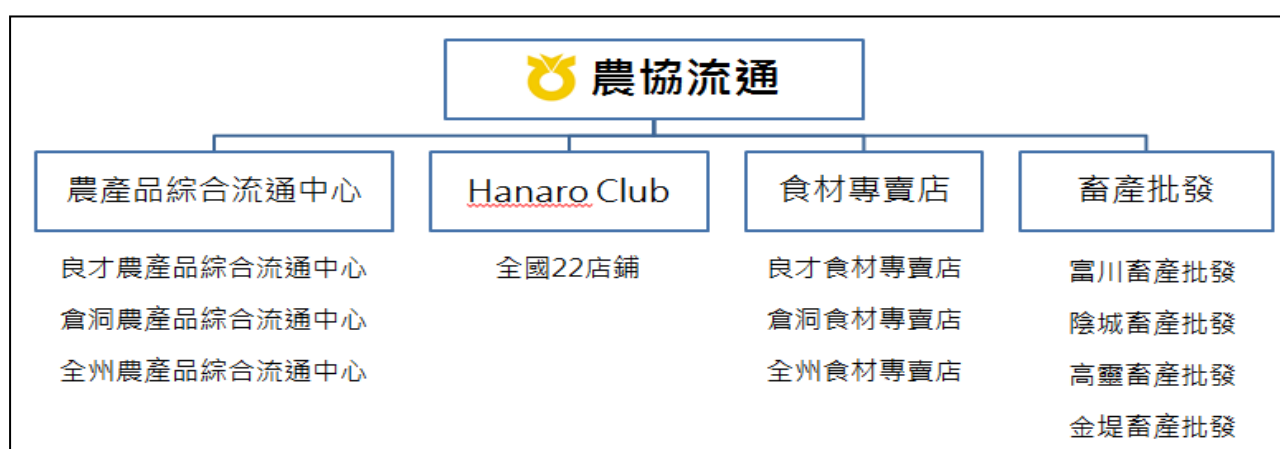 農協流通
農產品綜合流通中心
良才農產品綜合流通中心
倉洞農產品綜合流通中心
全州農產品綜合流通中心
Hanaro Club
全國22店鋪
食材專賣店
良才食材專賣店
倉洞食材專賣店
全州食材專賣店
畜產批發
富川畜產批發
陰城畜產批發
高靈畜產批發
金堤畜產批發